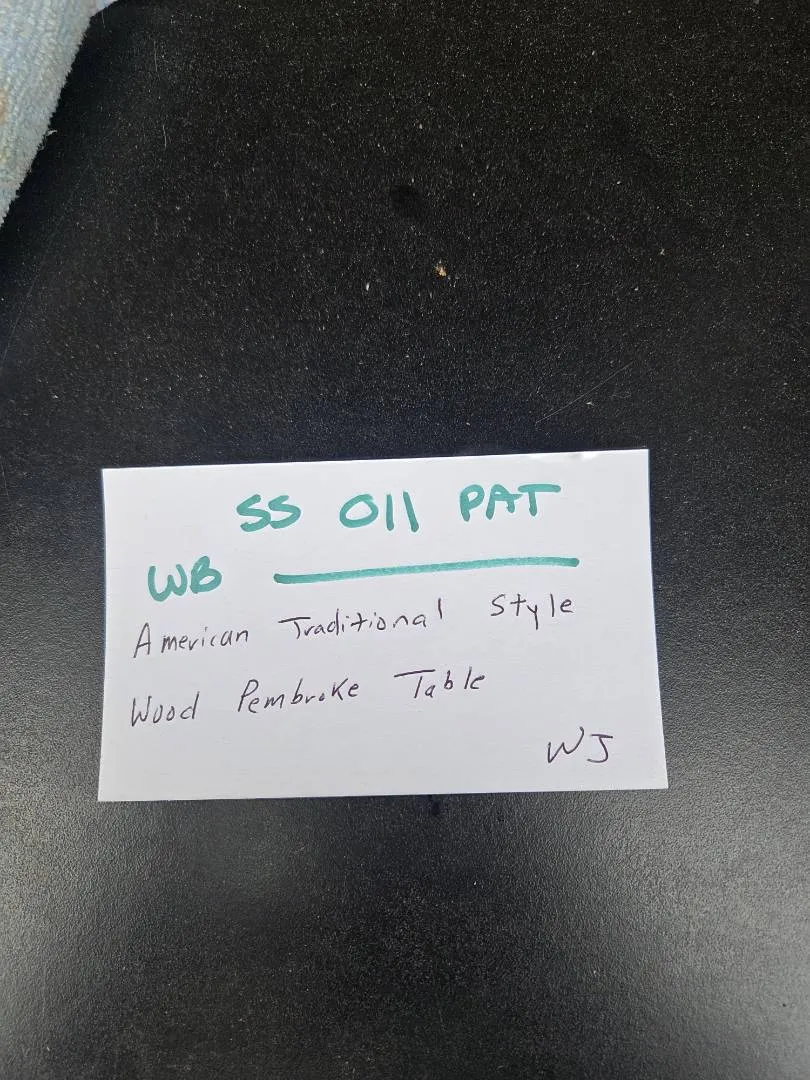 SS 011 PAT
WB
American Traditional Style
Wood Pembroke Table
WJ